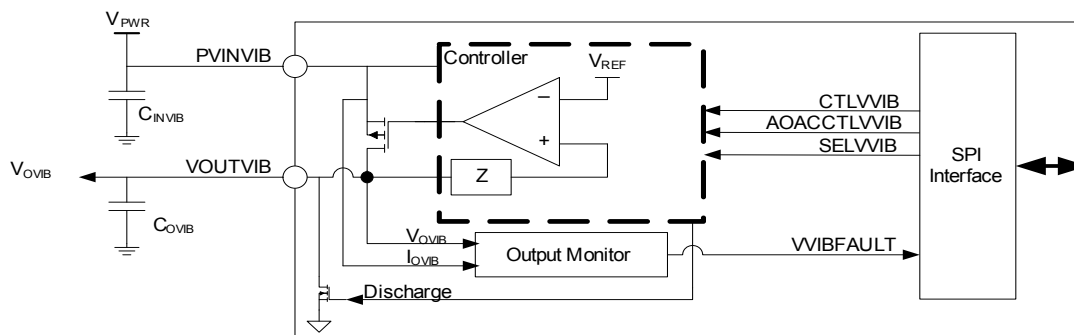 VPWR
PVINVIB
Controller
VREF
CINVIB
CTLVVIB
AOACCTLVVIB
SELVVIB
SPI
Interface
VOVIB
VOUTVIB
Z
COVIB
VOVIB
IOVIB
Output Monitor
VVIBFAULT
Discharge
− 
+